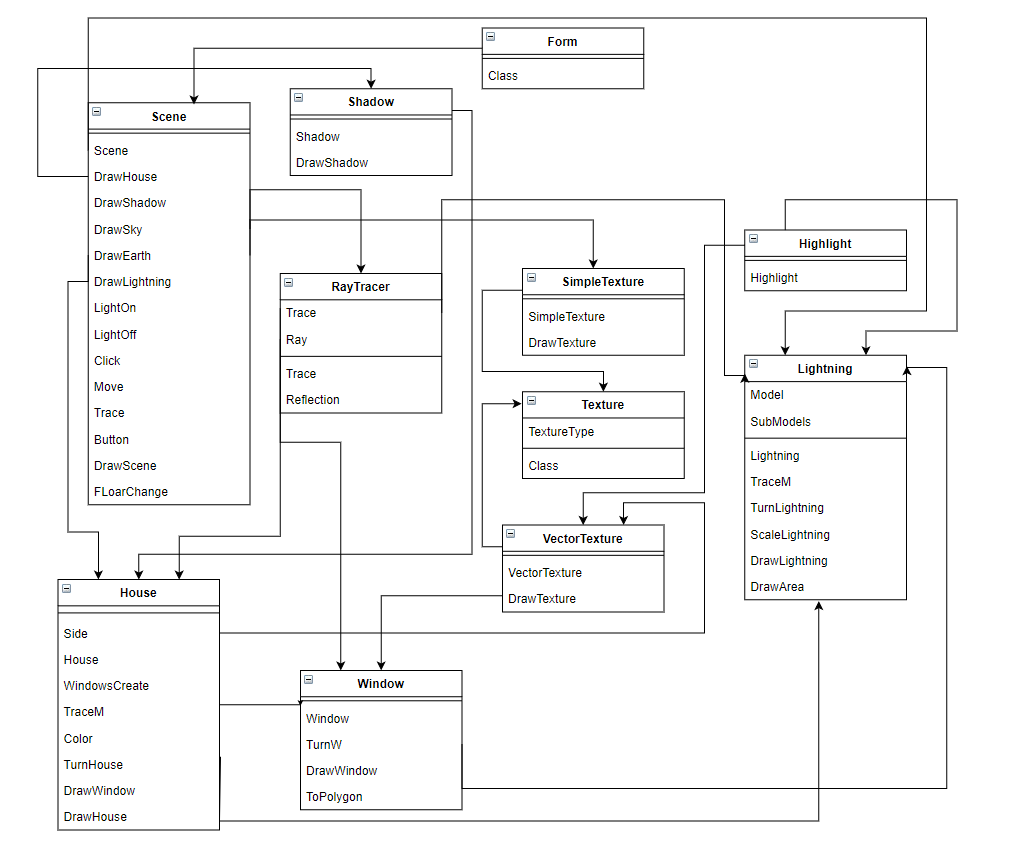 Form
Class
Shadow
Shadow
DrawShadow
Scene
Scene
DrawHouse
DrawShadow
DrawSky
DrawEarth
DrawLightning
LightOn
LightOff
Click
Move
Trace
Button
DrawScene
FLoarChange
RayTracer
Trace
Ray
Trace
Reflection
SimpleTexture
SimpleTexture
DrawTexture
Highlight
Highlight
Texture
TextureType
Class
Lightning
Model
SubModels
Lightning
TraceM
TurnLightning
ScaleLightning
DrawLightning
DrawArea
VectorTexture
VectorTexture
DrawTexture
House
Side
House
WindowsCreate
TraceM
Color
TurnHouse
DrawWindow
DrawHouse
Window
Window
TurnW
DrawWindow
ToPolygon